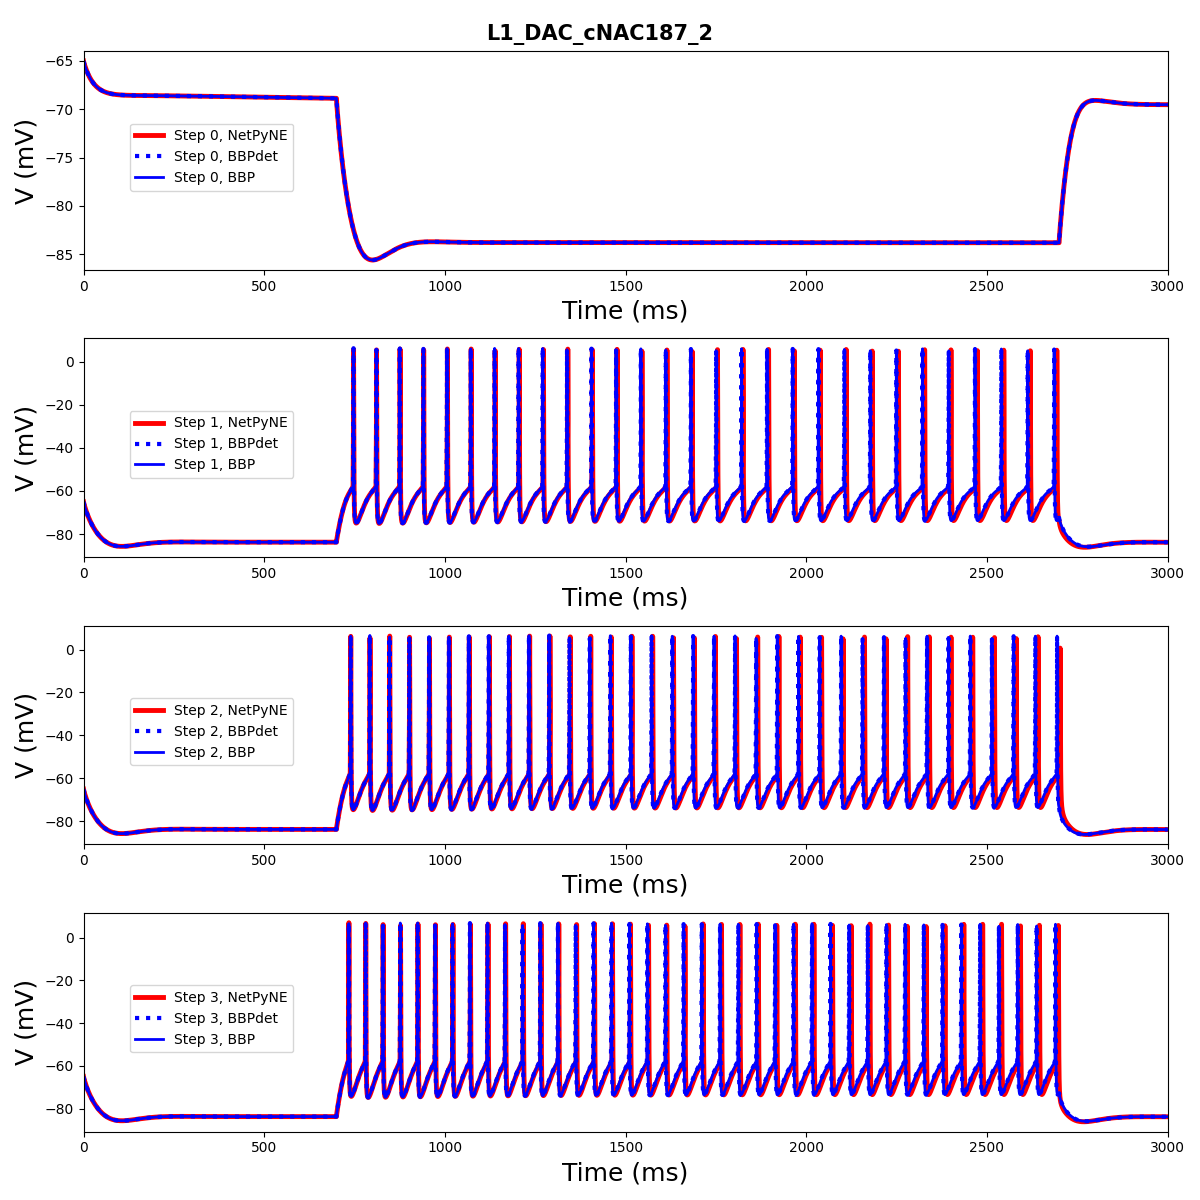 L1_DAC_cNAC187_2
V (mV)
−65
−70
−75
−80
−85
Step 0, NetPyNE
Step 0, BBPdet
Step 0, BBP
0 500 1000 1500 2000 2500 3000
Time (ms)
V (mV)
0
−20
−40
−60
−80
Step 1, NetPyNE
Step 1, BBPdet
Step 1, BBP
0 500 1000 1500 2000 2500 3000
Time (ms)
V (mV)
0
−20
−40
−60
−80
Step 2, NetPyNE
Step 2, BBPdet
Step 2, BBP
0 500 1000 1500 2000 2500 3000
Time (ms)
V (mV)
0
−20
−40
−60
−80
Step 3, NetPyNE
Step 3, BBPdet
Step 3, BBP
0 500 1000 1500 2000 2500 3000
Time (ms)